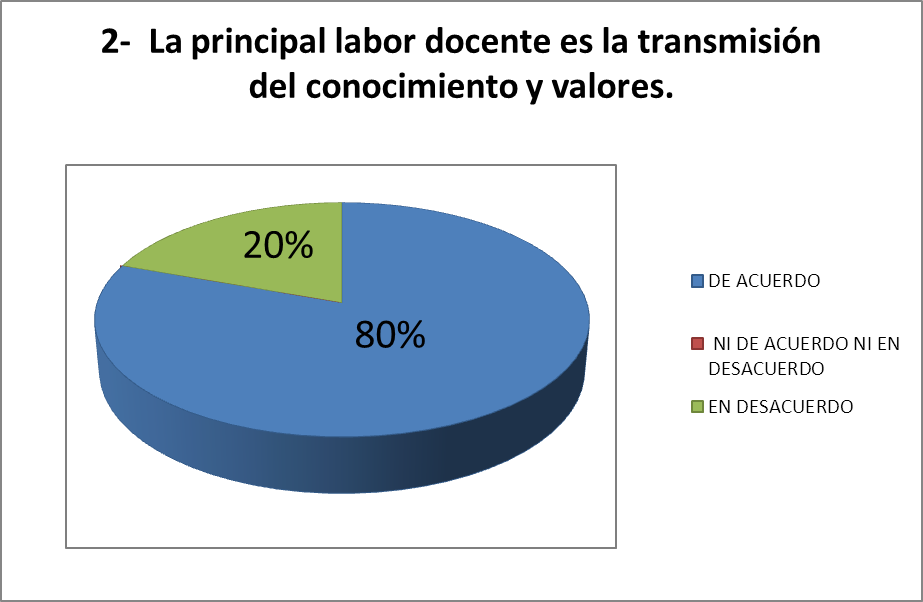 2- La principal labor docente es la transmisión
del conocimiento y valores.
20%
80%
DE ACUERDO
NI DE ACUERDO NI EN
DESACUERDO
EN DESACUERDO